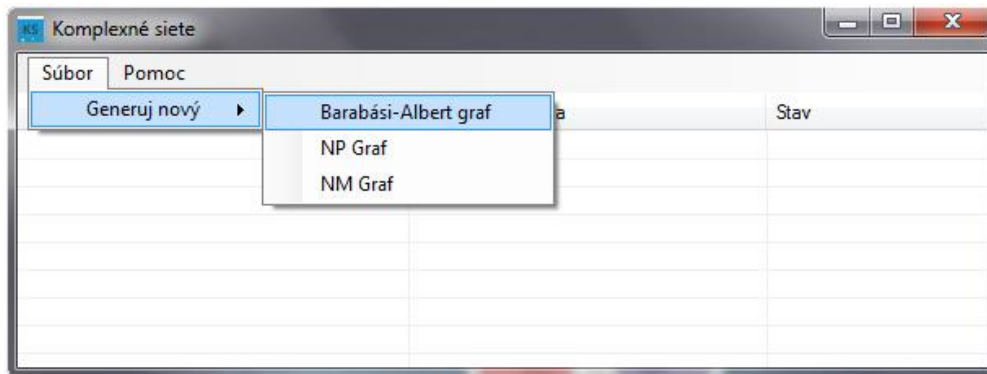 KS Komplexné siete
Súbor Pomoc
Generuj nový Barabási-Albert graf a Stav
NP Graf
NM Graf